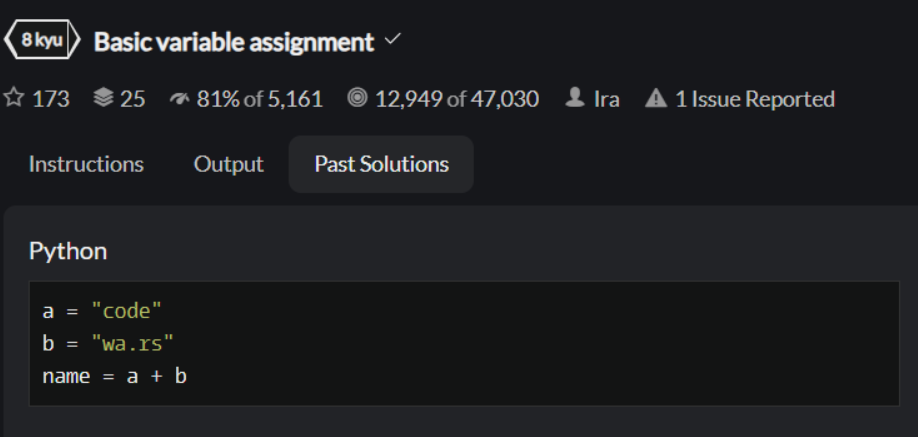 8 kyu Basic variable assignment
173 25 81% of 5,161 12,949 of 47,030 Ira 1 Issue Reported
Instructions Output Past Solutions
Python
a = "code"
b = "wa.rs"
name = a + b